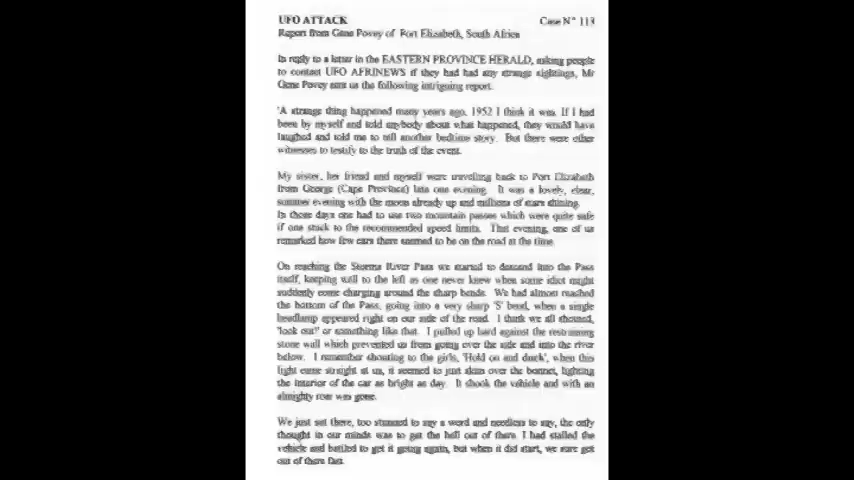 UFO ATTACK Case N° 113
Report from Gene Povey of Port Elizabeth, South Africa
In reply to a letter in the EASTERN PROVINCE HERALD, asking people
to contact UFO AFRINEWS if they had had any strange sightings, Mr
Gene Povey sent us the following intriguing report.
'A strange thing happened many years ago, 1952 I think it was. If I had
been by myself and told anybody about what happened, they would have
laughed and told me to tell another bedtime story. But there were other
witnesses to testify to the truth of the event.
My sister, her friend and myself were travelling back to Port Elizabeth
from George (Cape Province) late one evening. It was a lovely, clear,
summer evening with the moon already up and millions of stars shining.
In those days one had to use two mountain passes which were quite safe
if one stuck to the recommended speed limits. That evening, one of us
remarked how few cars there seemed to be on the road at the time.
On reaching the Storms River Pass we started to descend into the Pass
itself, keeping well to the left as one never knew when some idiot might
suddenly come charging around the sharp bends. We had almost reached
the bottom of the Pass, going into a very sharp 'S' bend, when a single
headlamp appeared right on our side of the road. I think we all shouted,
'look out!' or something like that. I pulled up hard against the restraining
stone wall which prevented us from going over the side and into the river
below. I remember shouting to the girls, 'Hold on and duck', when this
light came straight at us, it seemed to just skim over the bonnet, lighting
the interior of the car as bright as day. It shook the vehicle and with an
almighty roar was gone.
We just sat there, too stunned to say a word and needless to say, the only
thought in our minds was to get the hell out of there. I had stalled the
vehicle and battled to get it going again, but when it did start, we sure got
out of there fast.